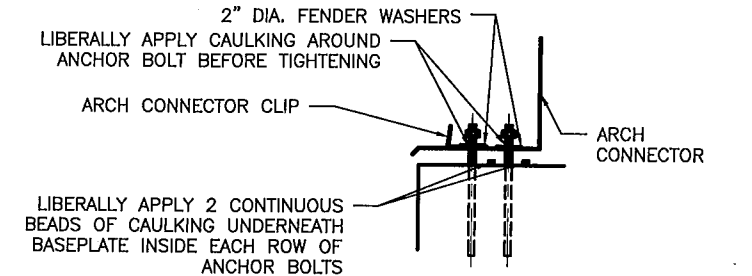 2" DIA. FENDER WASHERS
LIBERALLY APPLY CAULKING AROUND
ANCHOR BOLT BEFORE TIGHTENING
ARCH CONNECTOR CLIP
ARCH
CONNECTOR
LIBERALLY APPLY 2 CONTINUOUS
BEADS OF CAULKING UNDERNEATH
BASEPLATE INSIDE EACH ROW OF
ANCHOR BOLTS